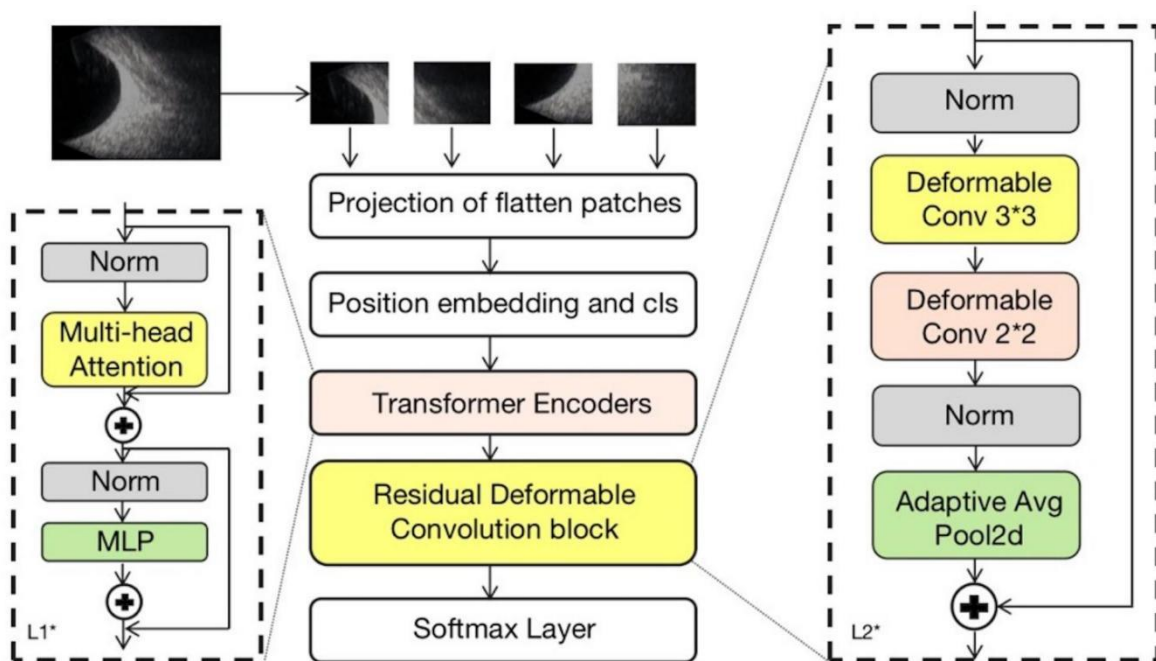 Projection of flatten patches
Position embedding and cls
Transformer Encoders
Residual Deformable
Convolution block
Softmax Layer
Norm
Multi-head
Attention
Norm
MLP
L1*
Norm
Deformable
Conv 3*3
Deformable
Conv 2*2
Norm
Adaptive Avg
Pool2d
L2*